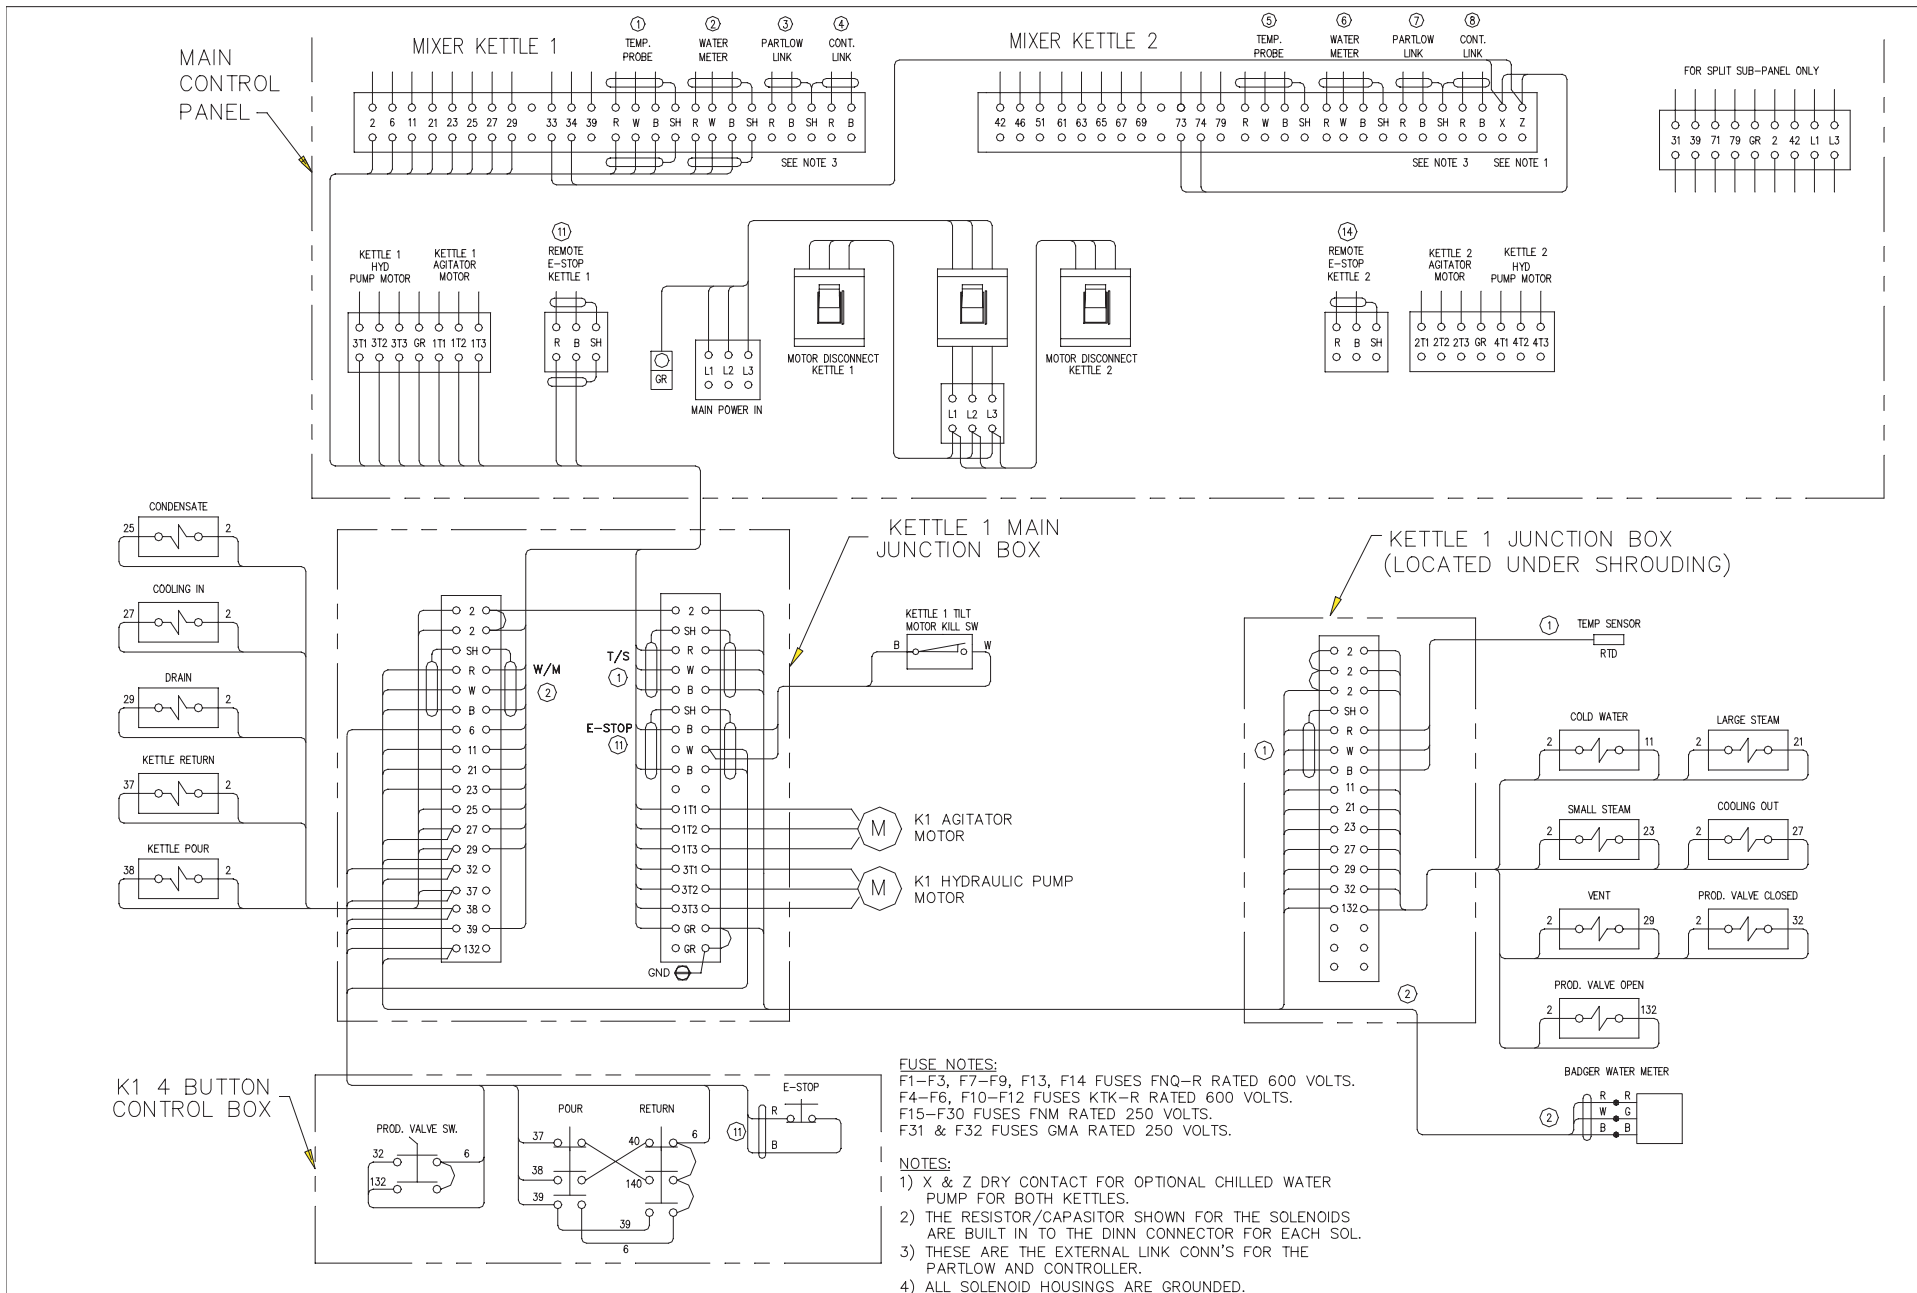 MAIN
CONTROL
PANEL
MIXER KETTLE 1
1
TEMP.
PROBE
2
WATER
METER
3
PARTLOW
LINK
4
CONT.
LINK
2 6 11 21 23 25 27 29 33 34 39 R W B SH R W B SH R B SH R B
SEE NOTE 3
MIXER KETTLE 2
5
TEMP.
PROBE
6
WATER
METER
7
PARTLOW
LINK
8
CONT.
LINK
42 46 51 61 63 65 67 69 73 74 79 R W B SH R W B SH R B SH R B X Z
SEE NOTE 3
SEE NOTE 1
FOR SPLIT SUB-PANEL ONLY
31 39 71 79 GR 2 42 L1 L3
KETTLE 1
HYD
PUMP MOTOR
KETTLE 1
AGITATOR
MOTOR
3T1 3T2 3T3 GR 1T1 1T2 1T3
11
REMOTE
E-STOP
KETTLE 1
R B SH
GR
L1 L2 L3
MAIN POWER IN
MOTOR DISCONNECT
KETTLE 1
L1 L2 L3
MOTOR DISCONNECT
KETTLE 2
14
REMOTE
E-STOP
KETTLE 2
R B SH
KETTLE 2
AGITATOR
MOTOR
KETTLE 2
HYD
PUMP MOTOR
2T1 2T2 2T3 GR 4T1 4T2 4T3
CONDENSATE
25 2
COOLING IN
27 2
DRAIN
29 2
KETTLE RETURN
37 2
KETTLE POUR
38 2
KETTLE 1 MAIN
JUNCTION BOX
2
2
SH
R
W
B
6
11
21
23
25
27
29
32
37
38
39
132
W/M
2
T/S
1
E-STOP
11
2
SH
R
W
B
SH
B
W
B
1T1
1T2
1T3
3T1
3T2
3T3
GR
GR
GND
KETTLE 1 TILT
MOTOR KILL SW
B W
M
K1 AGITATOR
MOTOR
M
K1 HYDRAULIC PUMP
MOTOR
KETTLE 1 JUNCTION BOX
(LOCATED UNDER SHROUDING)
1
2
2
2
SH
R
W
B
11
21
23
27
29
32
132
2
1
TEMP SENSOR
RTD
COLD WATER
2 11
LARGE STEAM
2 21
SMALL STEAM
2 23
COOLING OUT
2 27
VENT
2 29
PROD. VALVE CLOSED
2 32
PROD. VALVE OPEN
2 132
BADGER WATER METER
2
R R
W G
B B
K1 4 BUTTON
CONTROL BOX
PROD. VALVE SW.
32 6
132
POUR
RETURN
37 40 6
38 140
39
39
6
E-STOP
11
R
B
FUSE NOTES:
F1-F3, F7-F9, F13, F14 FUSES FNQ-R RATED 600 VOLTS.
F4-F6, F10-F12 FUSES KTK-R RATED 600 VOLTS.
F15-F30 FUSES FNM RATED 250 VOLTS.
F31 & F32 FUSES GMA RATED 250 VOLTS.
NOTES:
1) X & Z DRY CONTACT FOR OPTIONAL CHILLED WATER
PUMP FOR BOTH KETTLES.
2) THE RESISTOR/CAPASITOR SHOWN FOR THE SOLENOIDS
ARE BUILT IN TO THE DINN CONNECTOR FOR EACH SOL.
3) THESE ARE THE EXTERNAL LINK CONN'S FOR THE
PARTLOW AND CONTROLLER.
4) ALL SOLENOID HOUSINGS ARE GROUNDED.